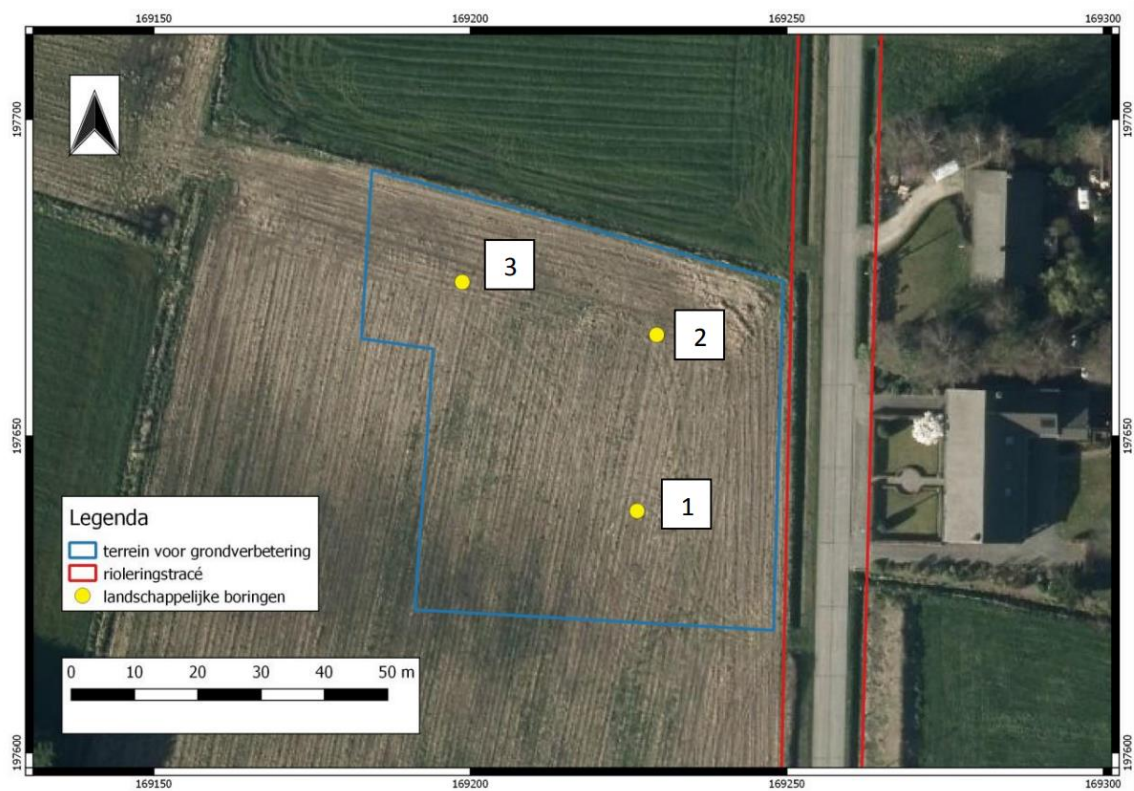 169150 169200 169250 169300
197700 197700
3
2
197650 197650
1
Legenda
terrein voor grondverbetering
rioleringstracé
landschappelijke boringen
0 10 20 30 40 50 m
197600 197600
169150 169200 169250 169300